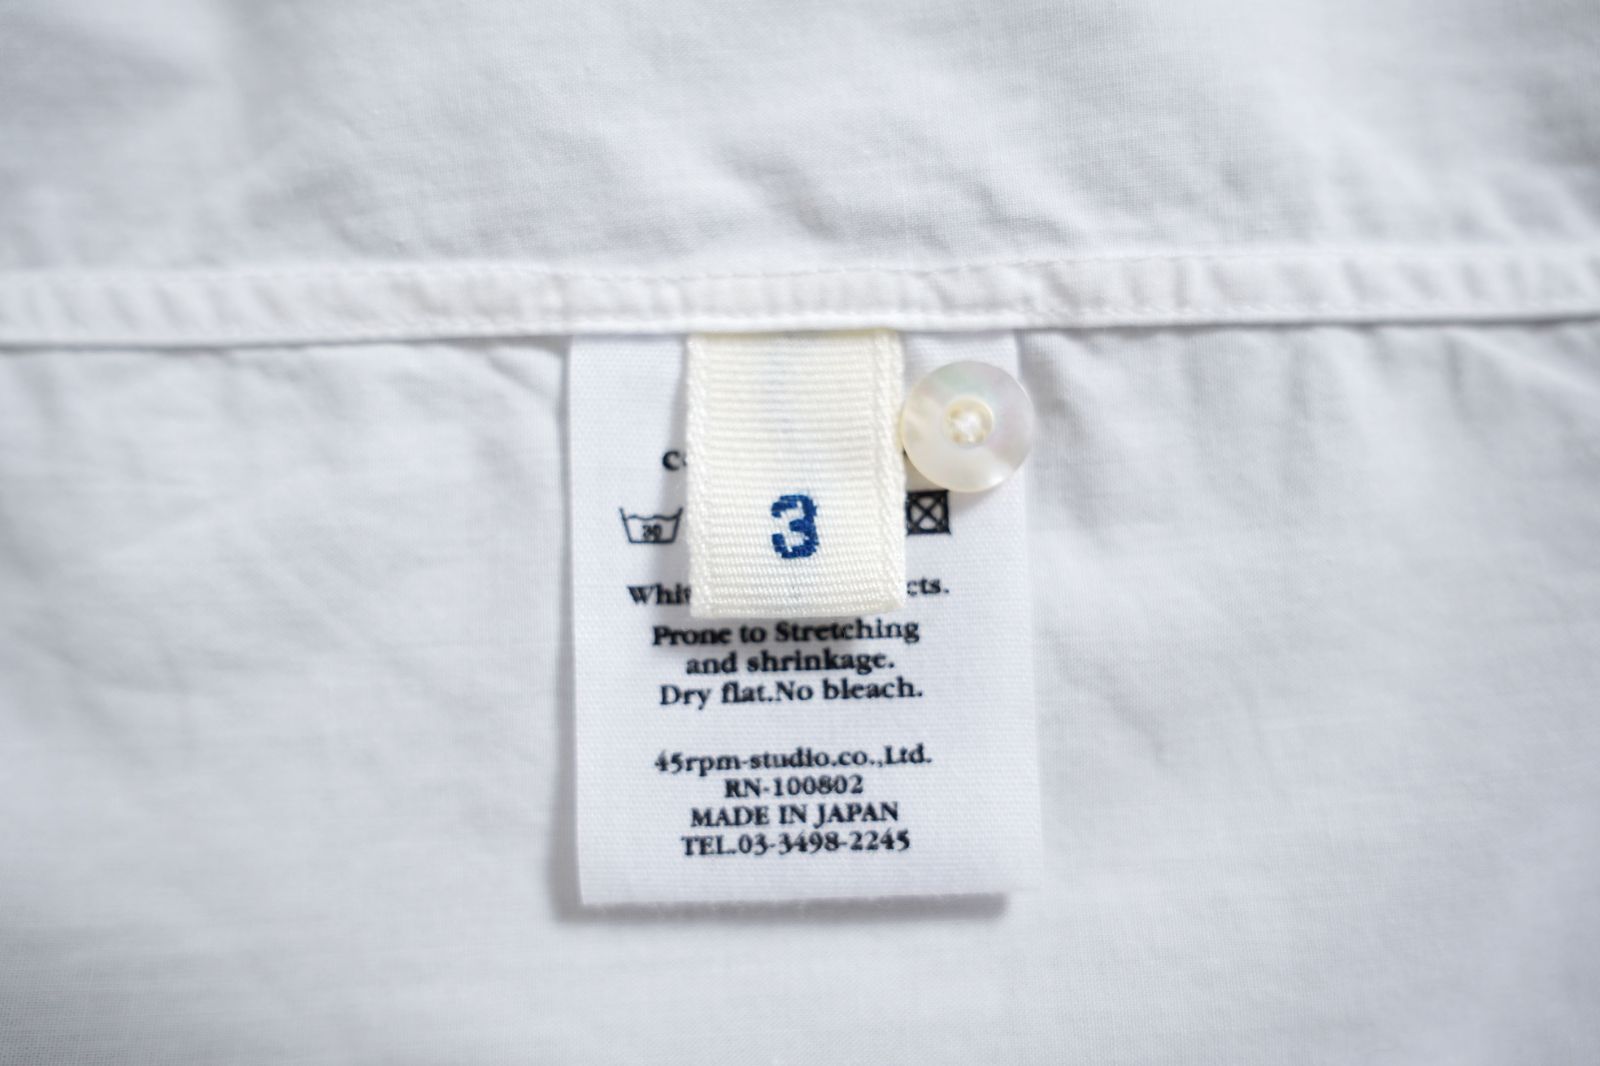 3
30
Prone to Stretching
and shrinkage.
Dry flat.No bleach.
45rpm-studio.co.,Ltd.
RN-100802
MADE IN JAPAN
TEL.03-3498-2245